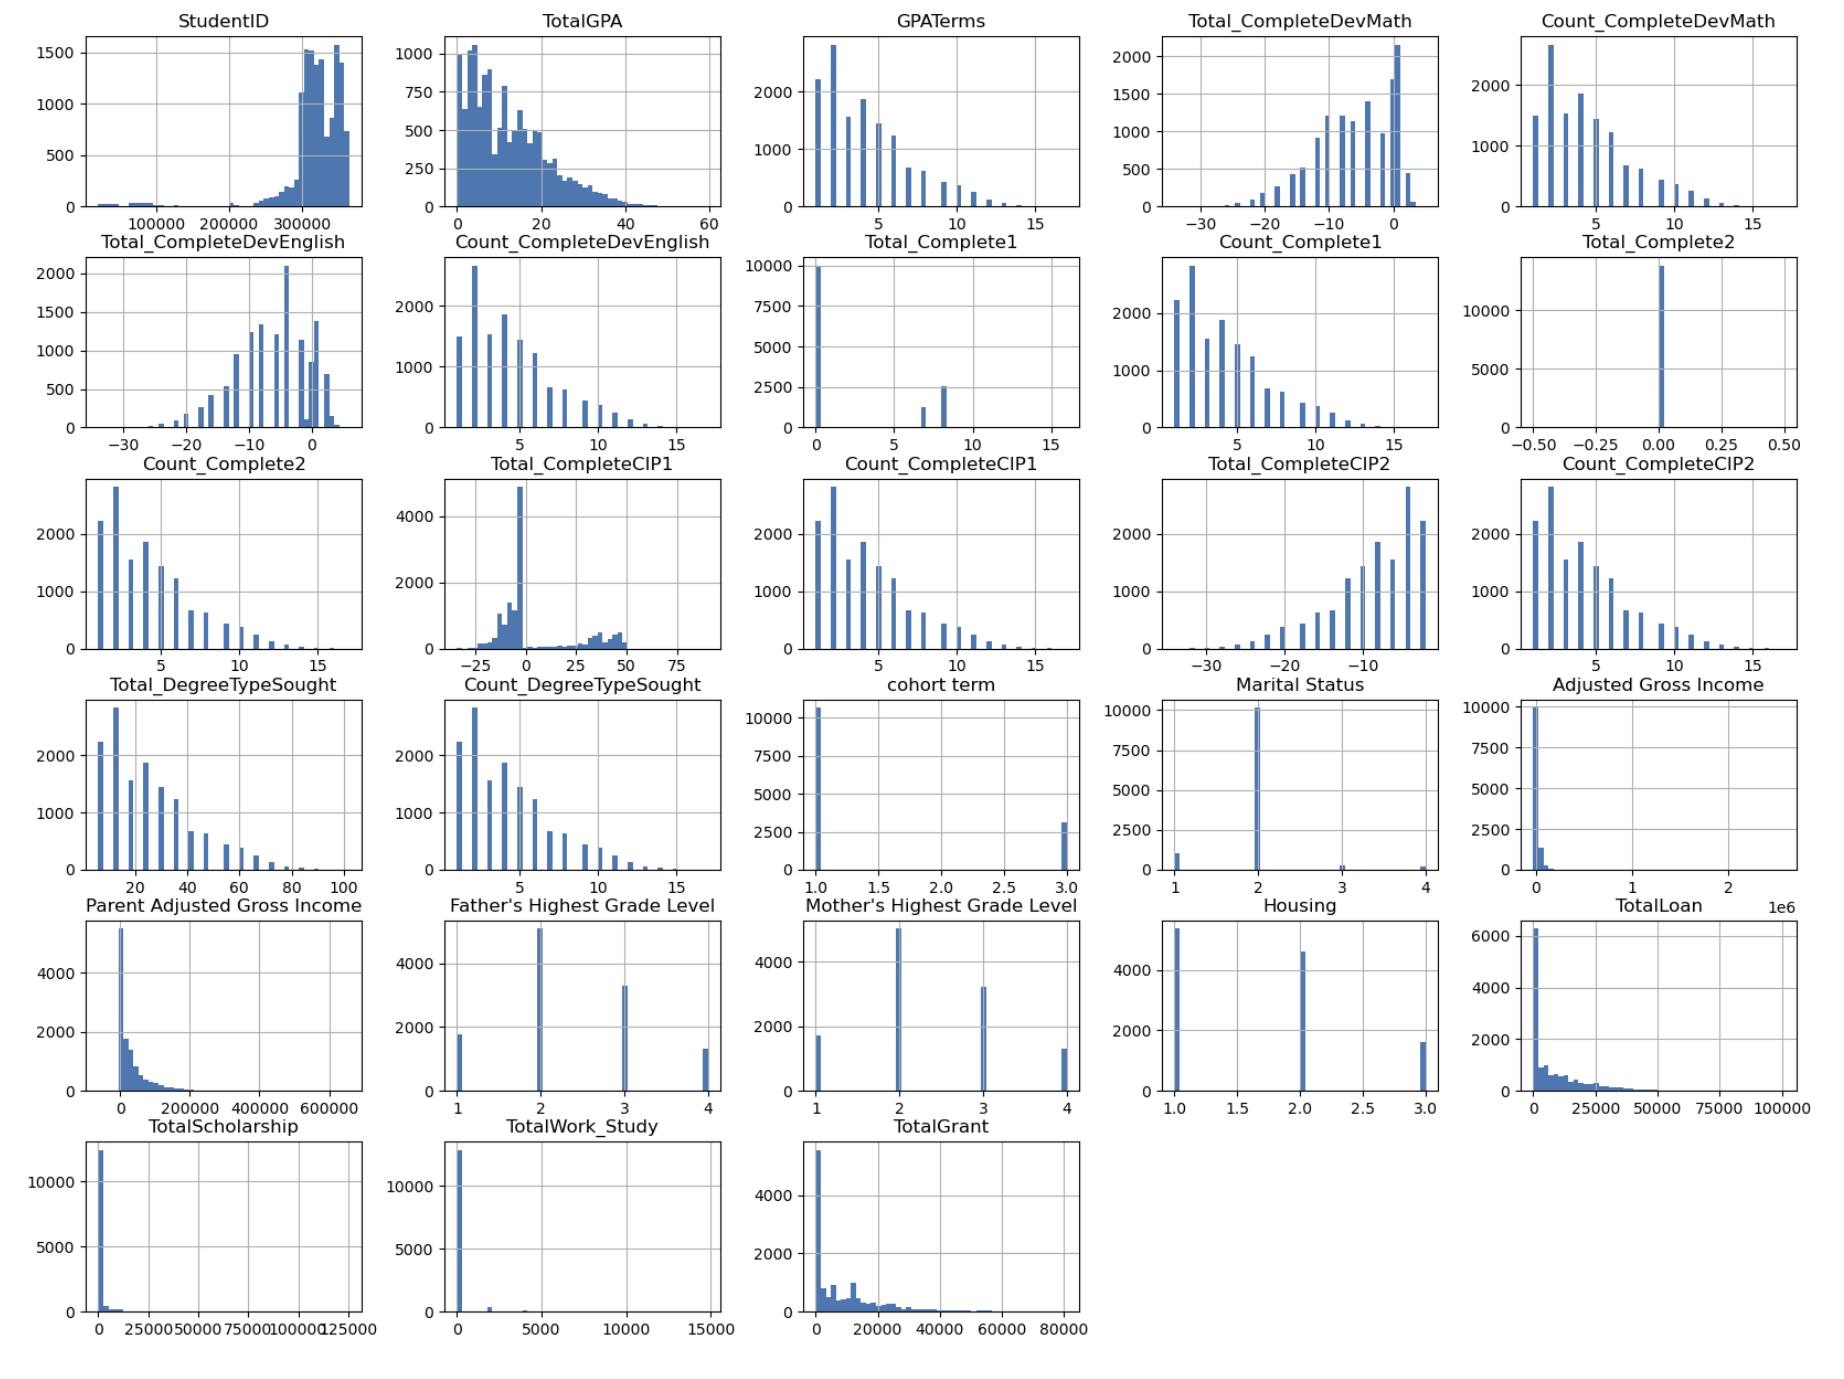 StudentID
1500
1000
500
0
100000 200000 300000
TotalGPA
1000
750
500
250
0
0 20 40 60
GPATerms
2000
1000
0
5 10 15
Total_CompleteDevMath
2000
1500
1000
500
0
−30 −20 −10 0
Count_CompleteDevMath
2000
1000
0
5 10 15
Total_CompleteDevEnglish
2000
1500
1000
500
0
−30 −20 −10 0
Count_CompleteDevEnglish
2000
1000
0
5 10 15
Total_Complete1
10000
7500
5000
2500
0
0 5 10 15
Count_Complete1
2000
1000
0
5 10 15
Total_Complete2
10000
5000
0
−0.50 −0.25 0.00 0.25 0.50
Count_Complete2
2000
1000
0
5 10 15
Total_CompleteCIP1
4000
2000
0
−25 0 25 50 75
Count_CompleteCIP1
2000
1000
0
5 10 15
Total_CompleteCIP2
2000
1000
0
−30 −20 −10
Count_CompleteCIP2
2000
1000
0
5 10 15
Total_DegreeTypeSought
2000
1000
0
20 40 60 80 100
Count_DegreeTypeSought
2000
1000
0
5 10 15
cohort term
10000
7500
5000
2500
0
1.0 1.5 2.0 2.5 3.0
Marital Status
10000
7500
5000
2500
0
1 2 3 4
Adjusted Gross Income
10000
7500
5000
2500
0
0 1 2
1e6
Parent Adjusted Gross Income
4000
2000
0
0 200000 400000 600000
Father's Highest Grade Level
4000
2000
0
1 2 3 4
Mother's Highest Grade Level
4000
2000
0
1 2 3 4
Housing
4000
2000
0
1.0 1.5 2.0 2.5 3.0
TotalLoan
6000
4000
2000
0
0 25000 50000 75000 100000
TotalScholarship
10000
5000
0
0 25000 50000 75000 100000 125000
TotalWork_Study
10000
5000
0
0 5000 10000 15000
TotalGrant
4000
2000
0
0 20000 40000 60000 80000